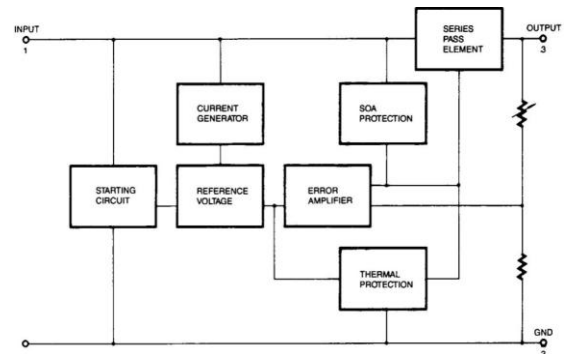 INPUT
1
SERIES
PASS
ELEMENT
OUTPUT
3
CURRENT
GENERATOR
SOA
PROTECTION
STARTING
CIRCUIT
REFERENCE
VOLTAGE
ERROR
AMPLIFIER
THERMAL
PROTECTION
GND
2